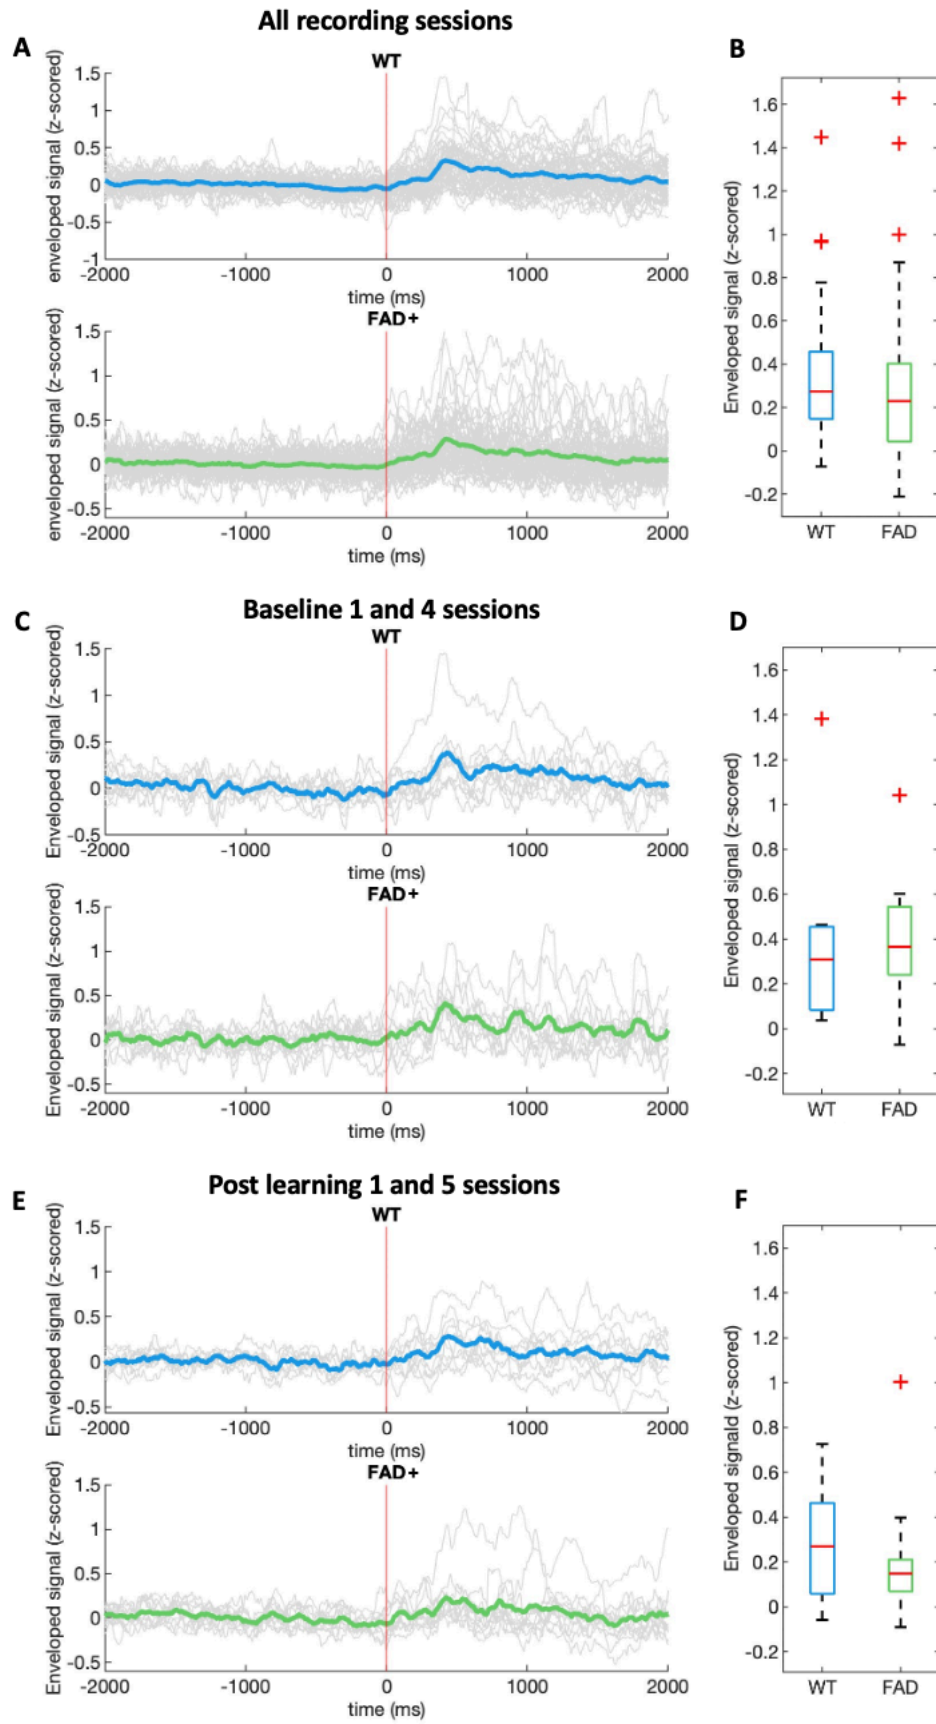 All recording sessions
A
WT
enveloped signal (z-scored)
1.5
1
0.5
0
-0.5
-1
-2000 -1000 0 1000 2000
time (ms)
FAD+
enveloped signal (z-scored)
1.5
1
0.5
0
-0.5
-2000 -1000 0 1000 2000
time (ms)
B
Enveloped signal (z-scored)
1.6
1.4
1.2
1
0.8
0.6
0.4
0.2
0
-0.2
WT FAD
Baseline 1 and 4 sessions
C
WT
Enveloped signal (z-scored)
1.5
1
0.5
0
-0.5
-2000 -1000 0 1000 2000
time (ms)
FAD+
Enveloped signal (z-scored)
1.5
1
0.5
0
-0.5
-2000 -1000 0 1000 2000
time (ms)
D
Enveloped signal (z-scored)
1.6
1.4
1.2
1
0.8
0.6
0.4
0.2
0
-0.2
WT FAD
Post learning 1 and 5 sessions
E
WT
Enveloped signal (z-scored)
1.5
1
0.5
0
-0.5
-2000 -1000 0 1000 2000
time (ms)
FAD+
Enveloped signal (z-scored)
1.5
1
0.5
0
-0.5
-2000 -1000 0 1000 2000
time (ms)
F
Enveloped signald (z-scored)
1.6
1.4
1.2
1
0.8
0.6
0.4
0.2
0
-0.2
WT FAD